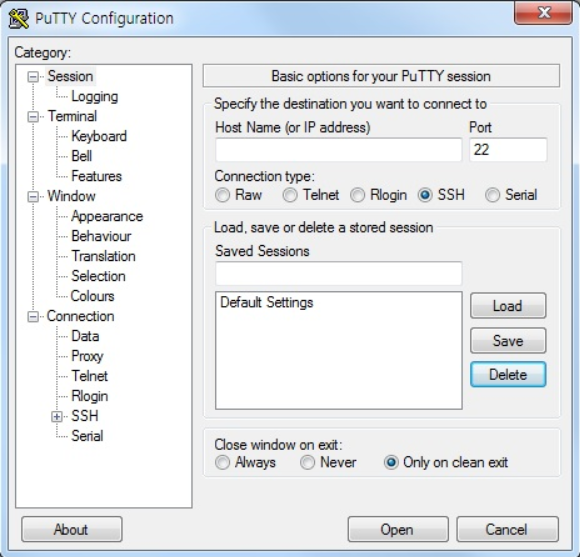 PuTTY Configuration
Category:
Session
Logging
Terminal
Keyboard
Bell
Features
Window
Appearance
Behaviour
Translation
Selection
Colours
Connection
Data
Proxy
Telnet
Rlogin
SSH
Serial
Basic options for your PuTTY session
Specify the destination you want to connect to
Host Name (or IP address) Port
22
Connection type:
Raw Telnet Rlogin SSH Serial
Load, save or delete a stored session
Saved Sessions
Default Settings
Load
Save
Delete
Close window on exit:
Always Never Only on clean exit
About Open Cancel